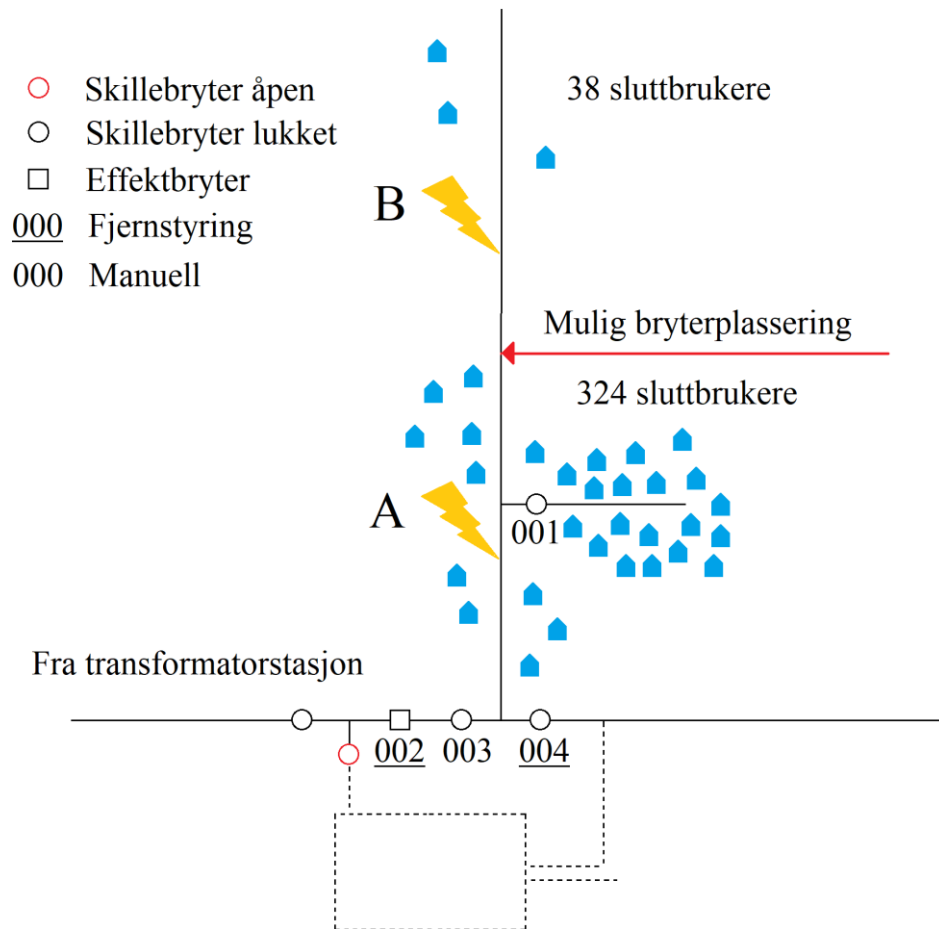 Skillebryter åpen
Skillebryter lukket
Effektbryter
000 Fjernstyring
000 Manuell
38 sluttbrukere
B
Mulig bryterplassering
324 sluttbrukere
A
001
Fra transformatorstasjon
002 003 004